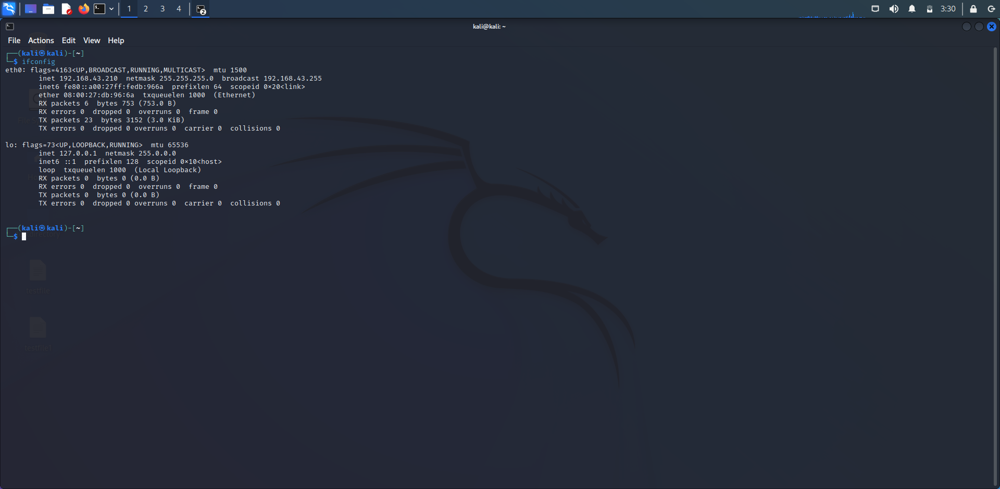 1 2 3 4 2 3:30
kali@kali: ~
File Actions Edit View Help
┌──(kali㉿kali)-[~]
└─$ ifconfig
eth0: flags=4163<UP,BROADCAST,RUNNING,MULTICAST>  mtu 1500
        inet 192.168.43.210  netmask 255.255.255.0  broadcast 192.168.43.255
        inet6 fe80::a00:27ff:fedb:966a  prefixlen 64  scopeid 0×20<link>
        ether 08:00:27:db:96:6a  txqueuelen 1000  (Ethernet)
        RX packets 6  bytes 753 (753.0 B)
        RX errors 0  dropped 0  overruns 0  frame 0
        TX packets 23  bytes 3152 (3.0 KiB)
        TX errors 0  dropped 0 overruns 0  carrier 0  collisions 0

lo: flags=73<UP,LOOPBACK,RUNNING>  mtu 65536
        inet 127.0.0.1  netmask 255.0.0.0
        inet6 ::1  prefixlen 128  scopeid 0×10<host>
        loop  txqueuelen 1000  (Local Loopback)
        RX packets 0  bytes 0 (0.0 B)
        RX errors 0  dropped 0  overruns 0  frame 0
        TX packets 0  bytes 0 (0.0 B)
        TX errors 0  dropped 0 overruns 0  carrier 0  collisions 0

┌──(kali㉿kali)-[~]
└─$
testfile
testfile1